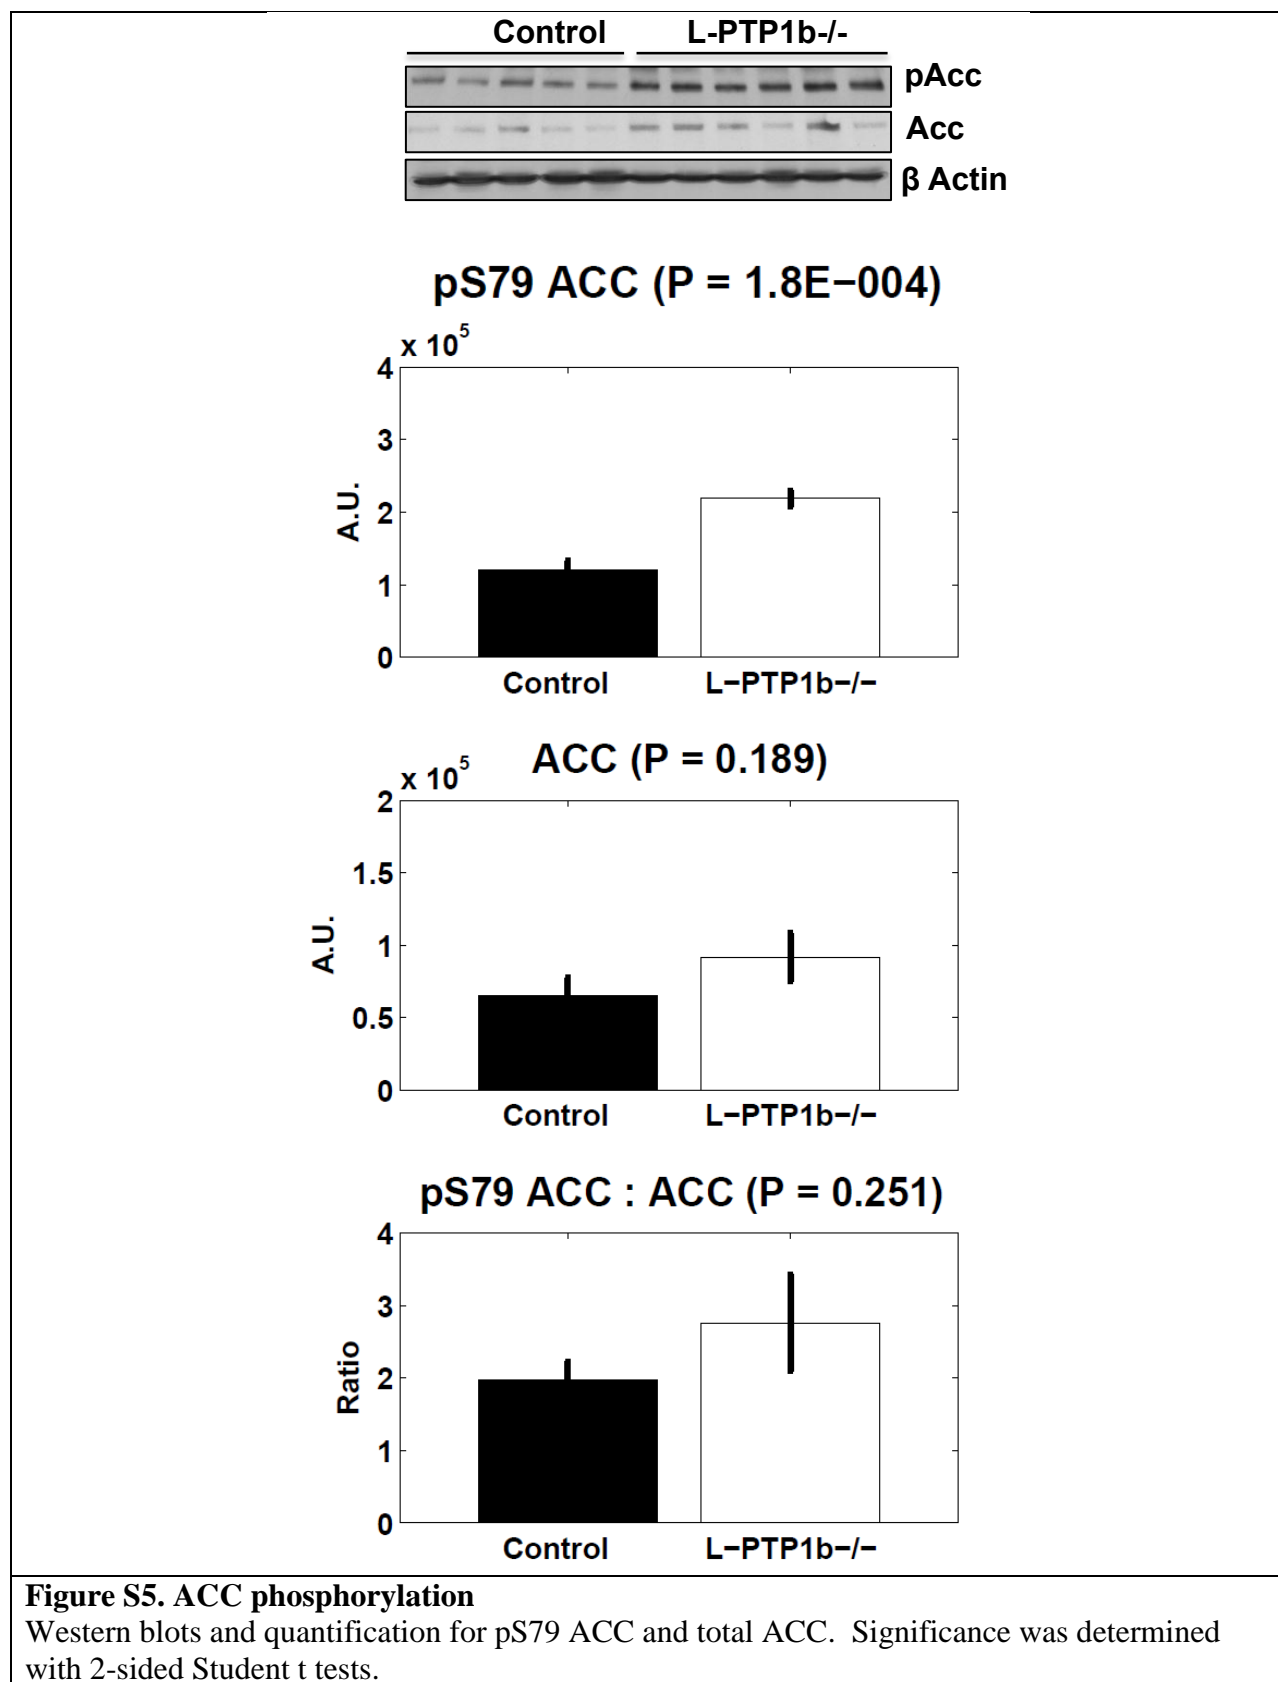 Control L-PTP1b-/-
pAcc
Acc
β Actin
pS79 ACC (P = 1.8E−004)
x 10^5
4
3
2
1
0
A.U.
Control L−PTP1b−/−
ACC (P = 0.189)
x 10^5
2
1.5
1
0.5
0
A.U.
Control L−PTP1b−/−
pS79 ACC : ACC (P = 0.251)
4
3
2
1
0
Ratio
Control L−PTP1b−/−
Figure S5. ACC phosphorylation
Western blots and quantification for pS79 ACC and total ACC.  Significance was determined
with 2-sided Student t tests.